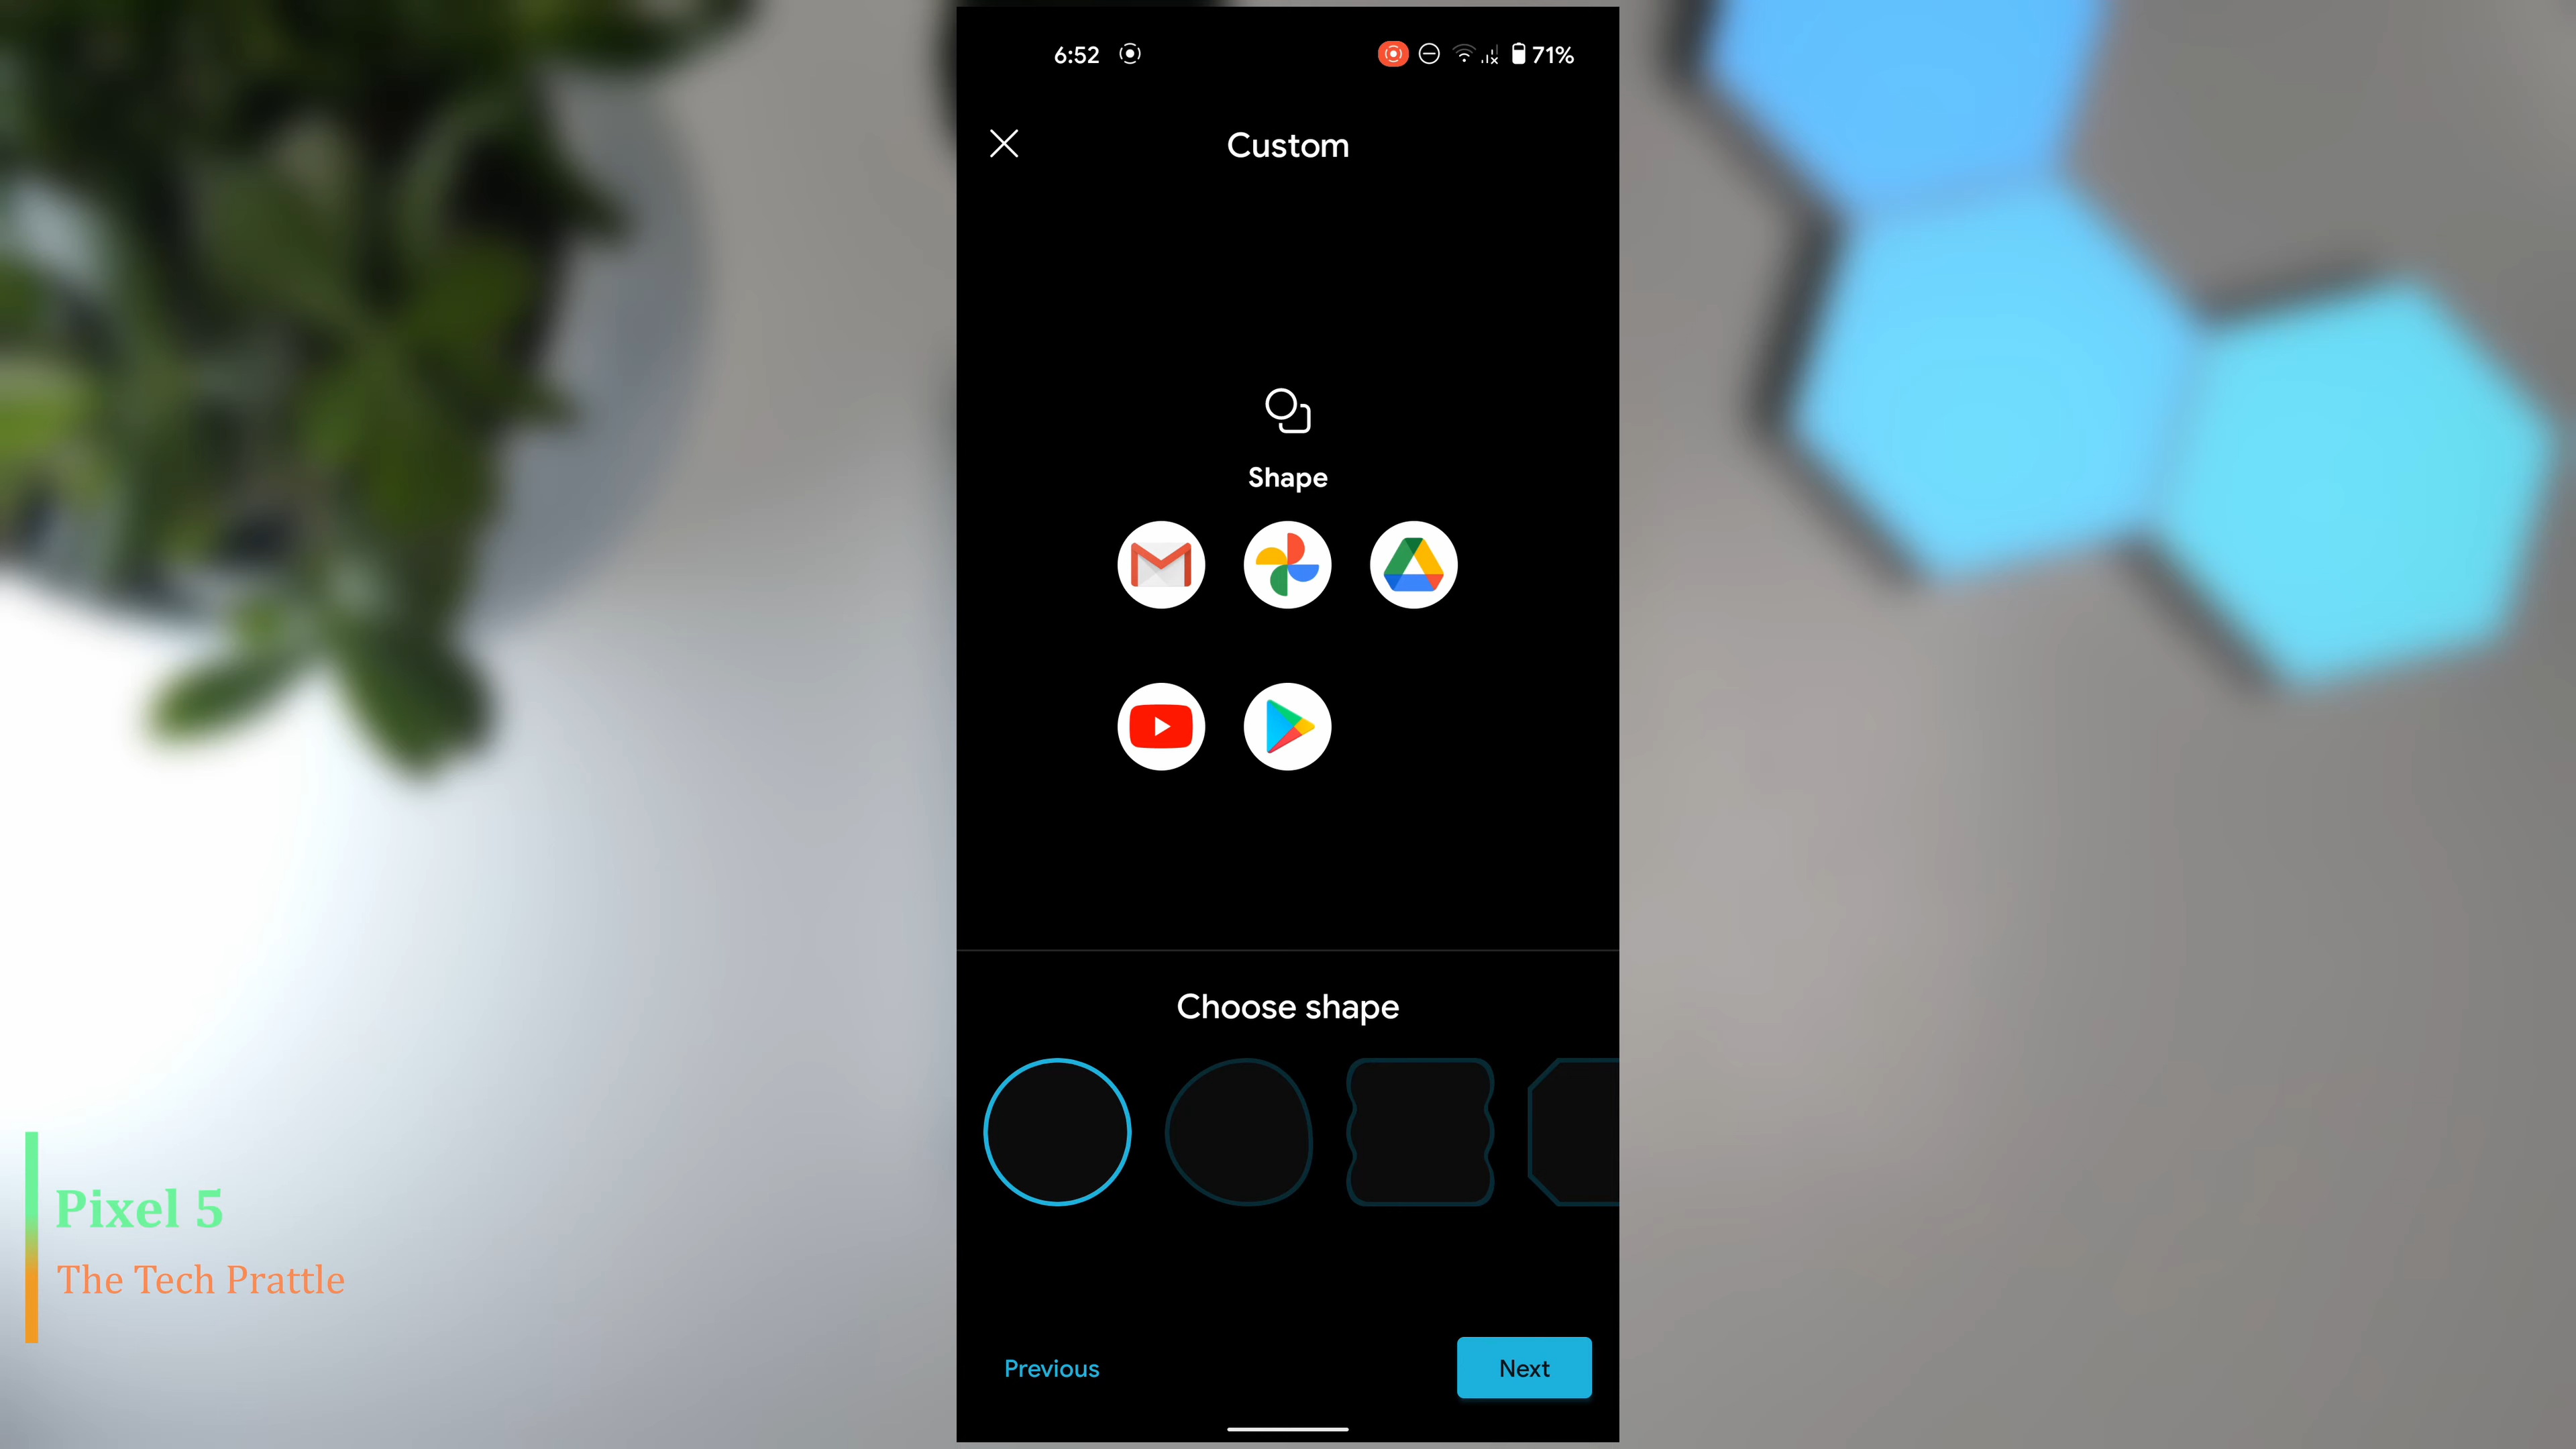 6:52
71%
Custom
Shape
Choose shape
Previous
Next
Pixel 5
The Tech Prattle